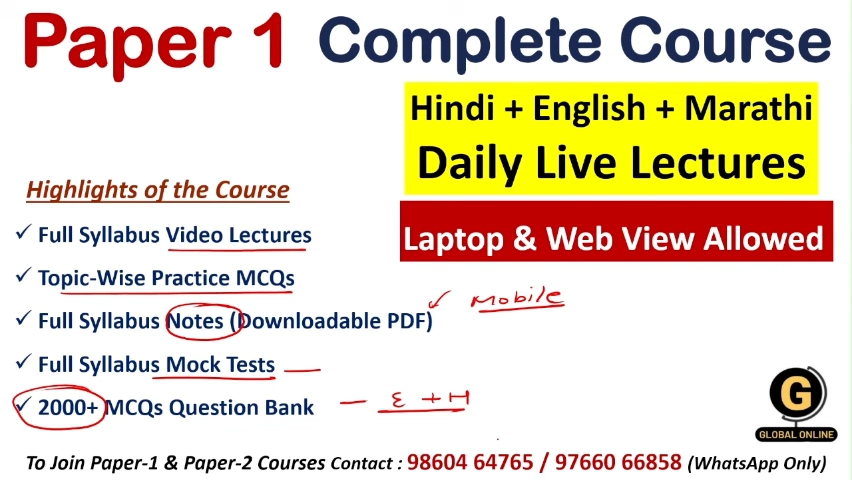 Paper 1 Complete Course
Hindi + English + Marathi
Daily Live Lectures
Laptop & Web View Allowed
Highlights of the Course
✓ Full Syllabus Video Lectures
✓ Topic-Wise Practice MCQs
✓ Full Syllabus Notes (Downloadable PDF)
Mobile
✓ Full Syllabus Mock Tests
✓ 2000+ MCQs Question Bank
— E + H
G
GLOBAL ONLINE
To Join Paper-1 & Paper-2 Courses Contact : 98604 64765 / 97660 66858 (WhatsApp Only)